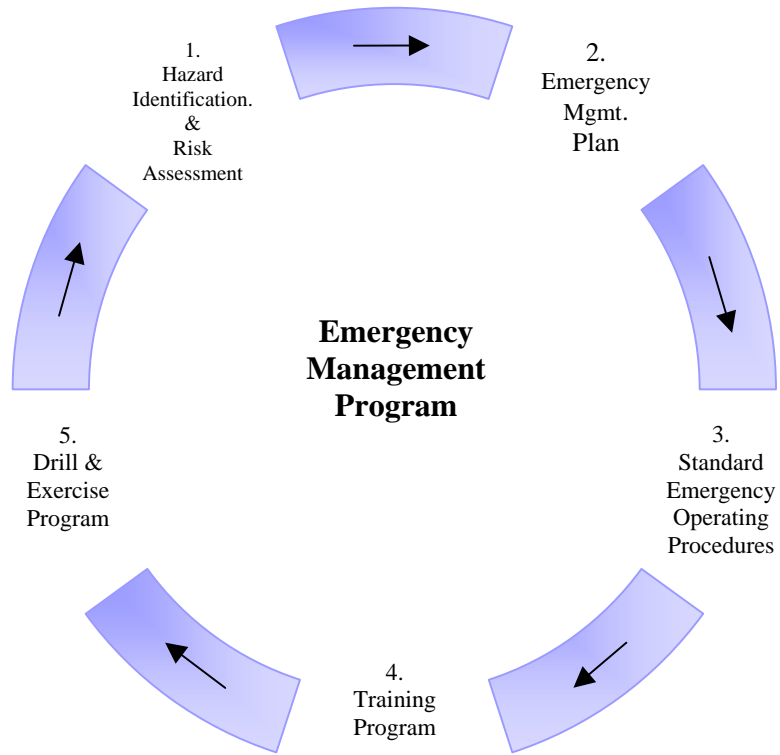 1.
Hazard
Identification.
&
Risk
Assessment
2.
Emergency
Mgmt.
Plan
Emergency
Management
Program
3.
Standard
Emergency
Operating
Procedures
4.
Training
Program
5.
Drill &
Exercise
Program